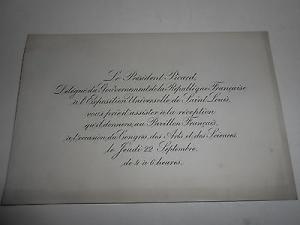 Le Président Picard,
Délégué du Gouvernement de la République Française
à l'Exposition Universelle de Saint-Louis,
vous prie d'assister à la réception
qu'il donnera, au Pavillon Français,
à l'occasion du Congrès des Arts et des Sciences,
le Jeudi 22 Septembre,
de 4 à 6 heures.